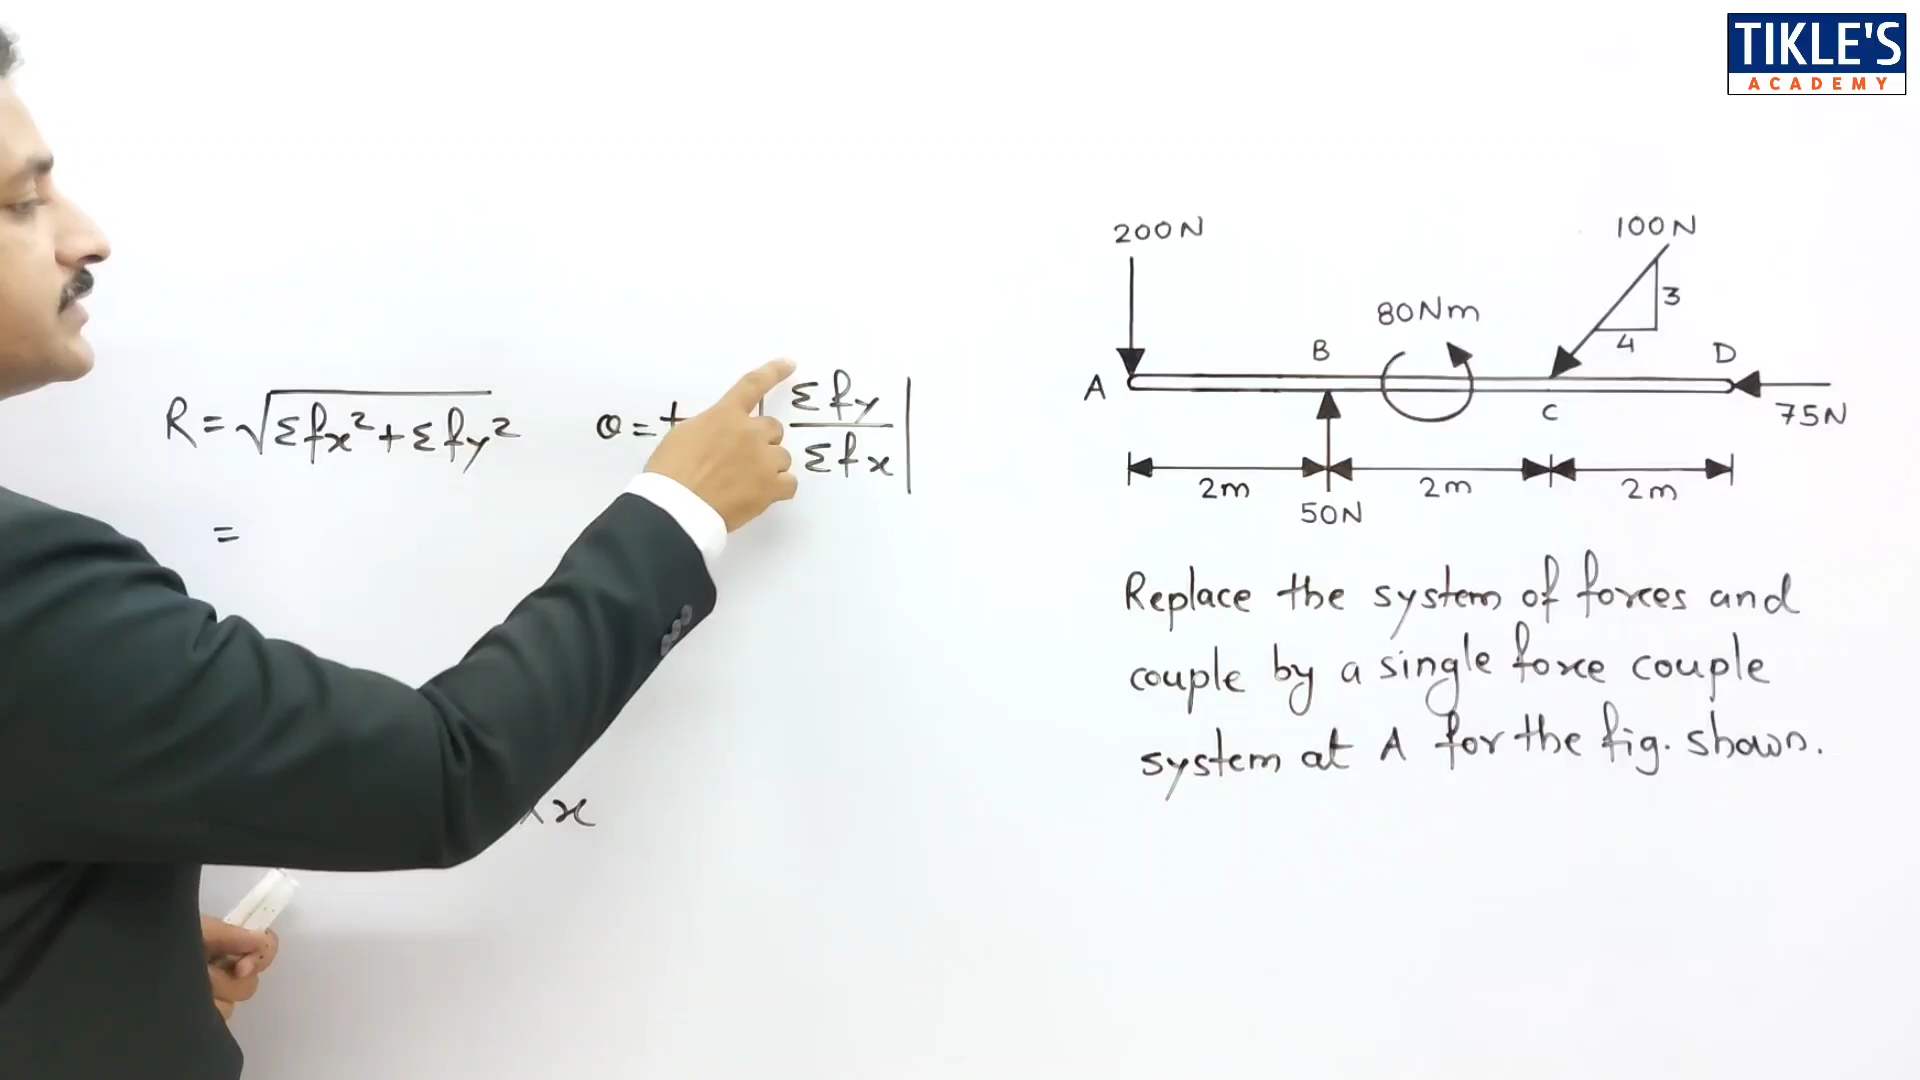 TIKLE'S
ACADEMY
R = √Σfx² + Σfy²
θ = t
|Σfy / Σfx|
=
x
200N
100N
80Nm
3
4
A
B
C
D
75N
2m
2m
2m
50N
Replace the system of forces and
couple by a single force couple
system at A for the fig. shown.